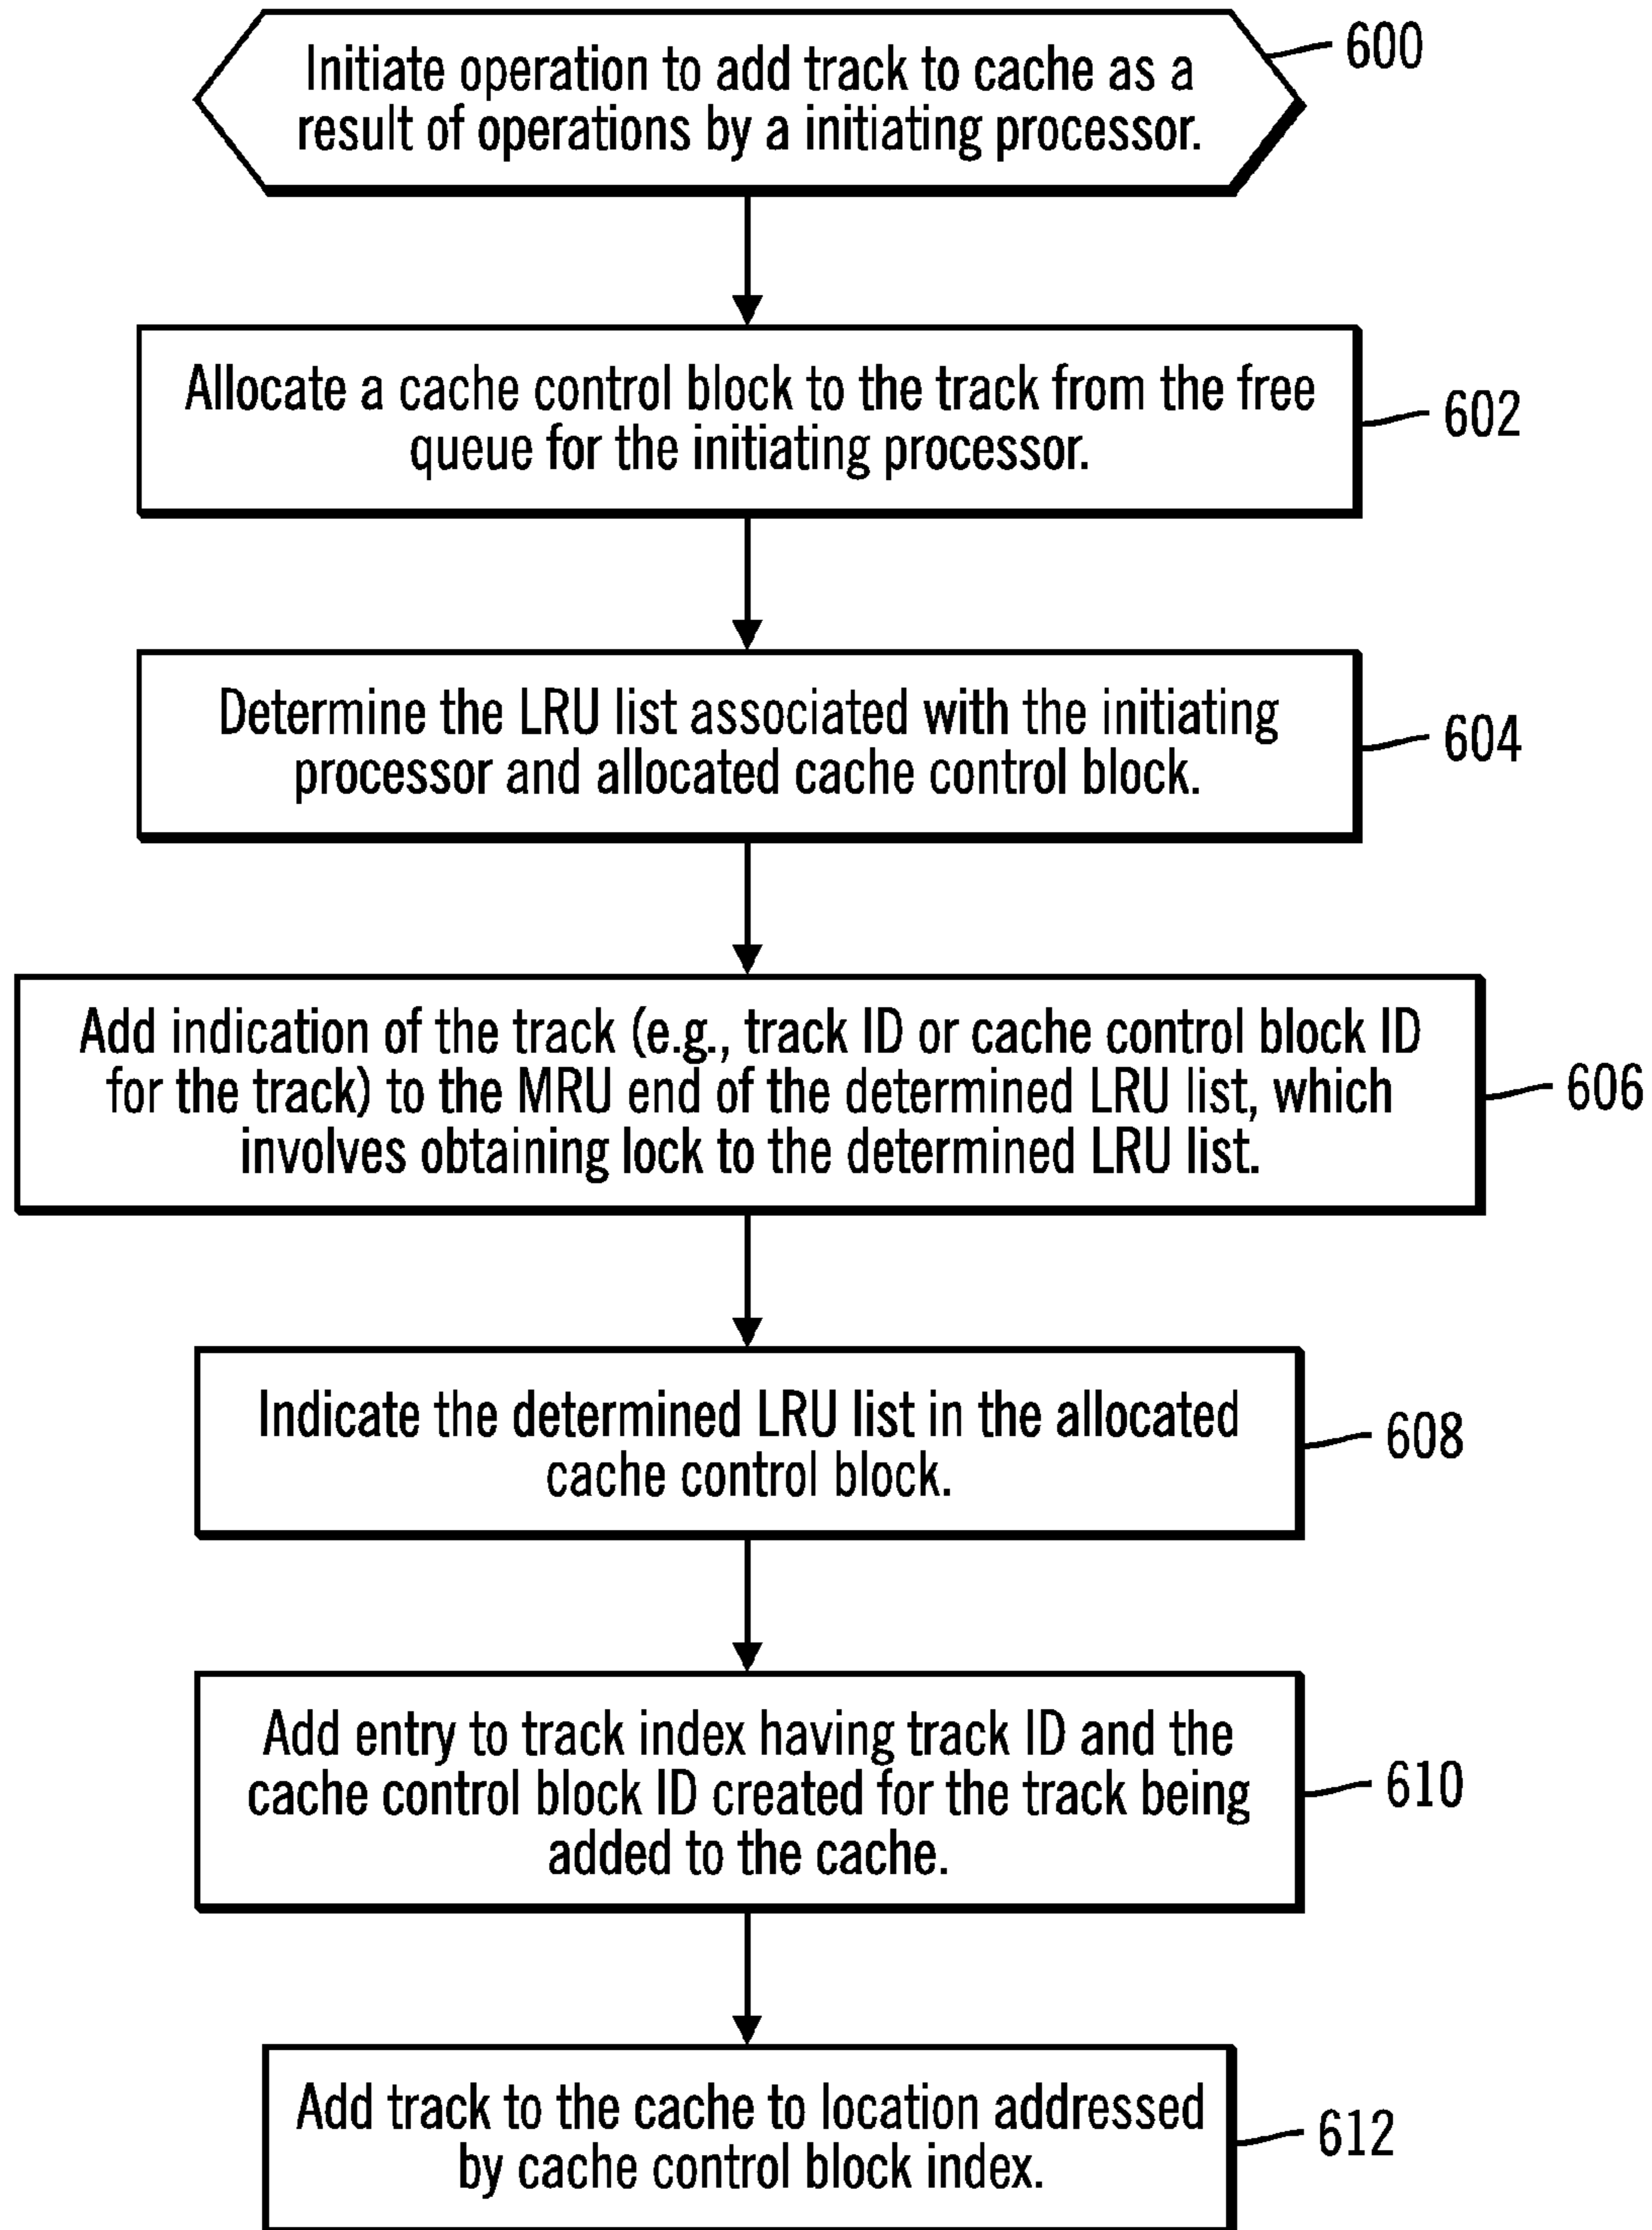 Initiate operation to add track to cache as a
result of operations by a initiating processor.
600
Allocate a cache control block to the track from the free
queue for the initiating processor.
602
Determine the LRU list associated with the initiating
processor and allocated cache control block.
604
Add indication of the track (e.g., track ID or cache control block ID
for the track) to the MRU end of the determined LRU list, which
involves obtaining lock to the determined LRU list.
606
Indicate the determined LRU list in the allocated
cache control block.
608
Add entry to track index having track ID and the
cache control block ID created for the track being
added to the cache.
610
Add track to the cache to location addressed
by cache control block index.
612